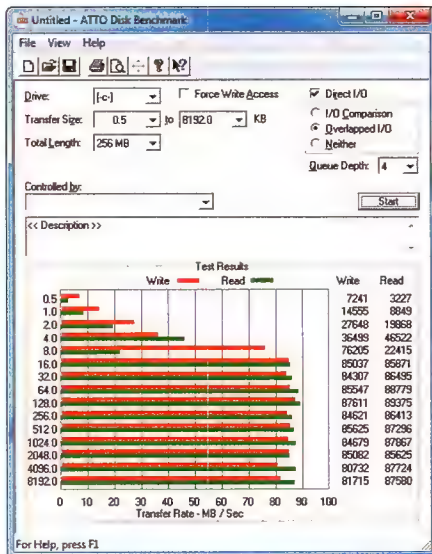 Untitled - ATTO Disk Benchmark
File View Help
Drive: [-c-] Force Write Access Direct I/O
Transfer Size: 0.5 to 8192.0 KB I/O Comparison
Overlapped I/O
Total Length: 256 MB Neither
Queue Depth: 4
Controlled by:
Start
<< Description >>
Test Results
Write Read Write Read
0.5 7241 3227
1.0 14555 8849
2.0 27648 19868
4.0 36499 46522
8.0 76205 22415
16.0 85037 85871
32.0 84307 86495
64.0 85547 88779
128.0 87611 89375
256.0 84621 86413
512.0 85625 87296
1024.0 84679 87867
2048.0 85082 85625
4096.0 80732 87724
8192.0 81715 87580
0 10 20 30 40 50 60 70 80 90 100
Transfer Rate - MB / Sec
For Help, press F1